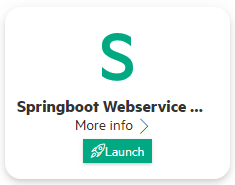 S
Springboot Webservice ...
More info
Launch